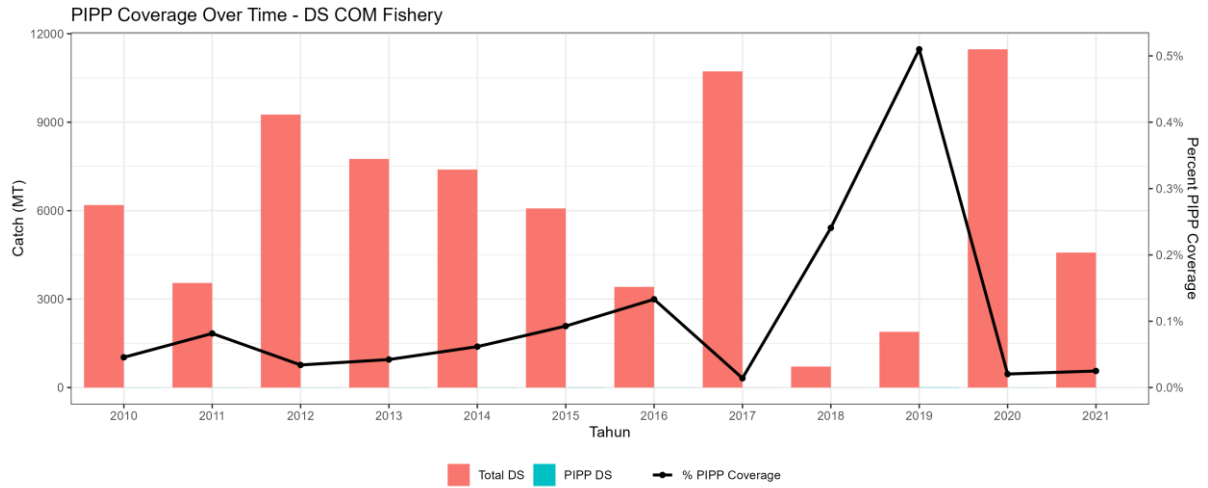 PIPP Coverage Over Time - DS COM Fishery
12000
9000
6000
3000
0
Catch (MT)
0.5%
0.4%
0.3%
0.2%
0.1%
0.0%
Percent PIPP Coverage
2010 2011 2012 2013 2014 2015 2016 2017 2018 2019 2020 2021
Tahun
Total DS PIPP DS % PIPP Coverage